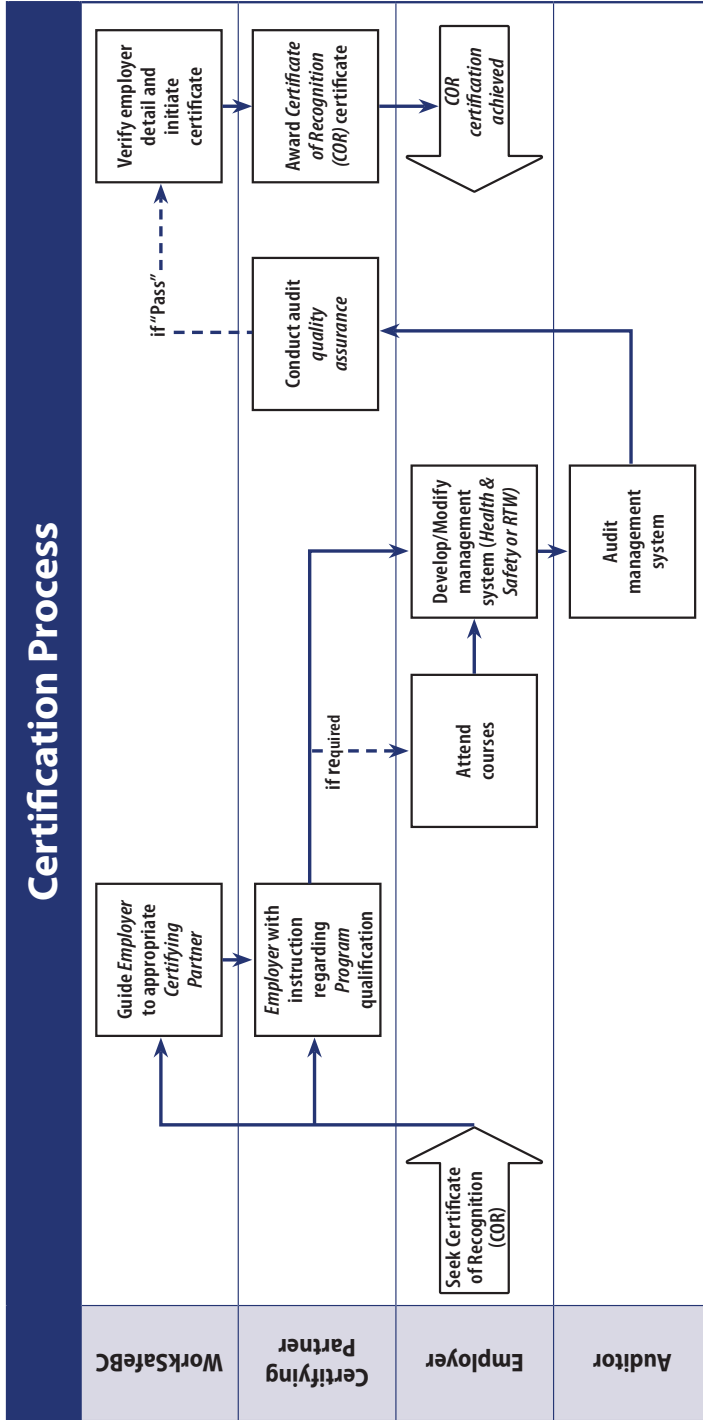 Certification Process
WorkSafeBC
Guide Employer
to appropriate
Certifying
Partner
if “Pass”
Verify employer
detail and
initiate
certificate
Certifying
Partner
Employer with
instruction
regarding
Program
qualification
if required
Conduct audit
quality
assurance
Award Certificate
of Recognition
(COR) certificate
Employer
Seek Certificate
of Recognition
(COR)
Attend
courses
Develop/Modify
management
system (Health &
Safety or RTW)
COR
certification
achieved
Auditor
Audit
management
system